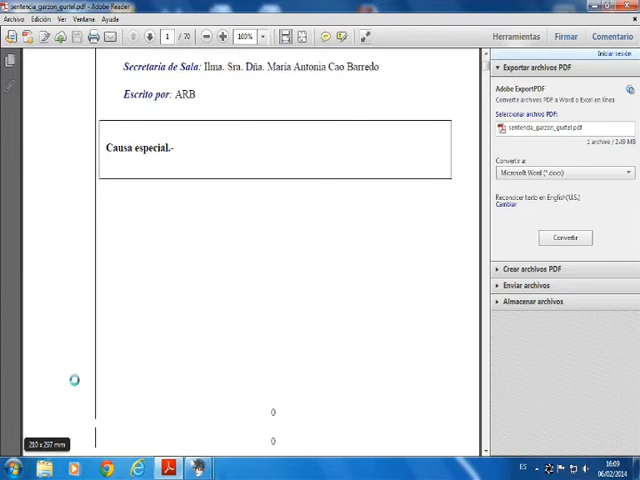 sentencia_garzon_gurtel.pdf - Adobe Reader
Archivo Edición Ver Ventana Ayuda
1 / 70 100% Herramientas Firmar Comentario
Iniciar sesión
Secretaría de Sala: Ilma. Sra. Dña. María Antonia Cao Barredo
Escrito por: ARB
Causa especial.-
0
0
210 x 297 mm
Exportar archivos PDF
Adobe ExportPDF
Convertir archivos PDF a Word o Excel en línea
Seleccionar archivo PDF:
sentencia_garzon_gurtel.pdf
1 archivo / 2.49 MB
Convertir a:
Microsoft Word (*.docx)
Reconocer texto en English(U.S.)
Cambiar
Convertir
Crear archivos PDF
Enviar archivos
Almacenar archivos
ES
16:09
06/02/2014